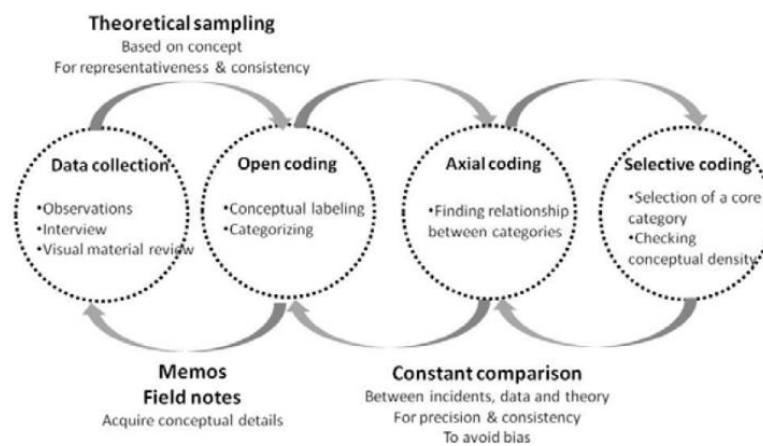 Theoretical sampling
Based on concept
For representativeness & consistency
Data collection
•Observations
•Interview
•Visual material review
Open coding
•Conceptual labeling
•Categorizing
Axial coding
•Finding relationship
between categories
Selective coding
•Selection of a core
category
•Checking
conceptual density
Memos
Field notes
Acquire conceptual details
Constant comparison
Between incidents, data and theory
For precision & consistency
To avoid bias